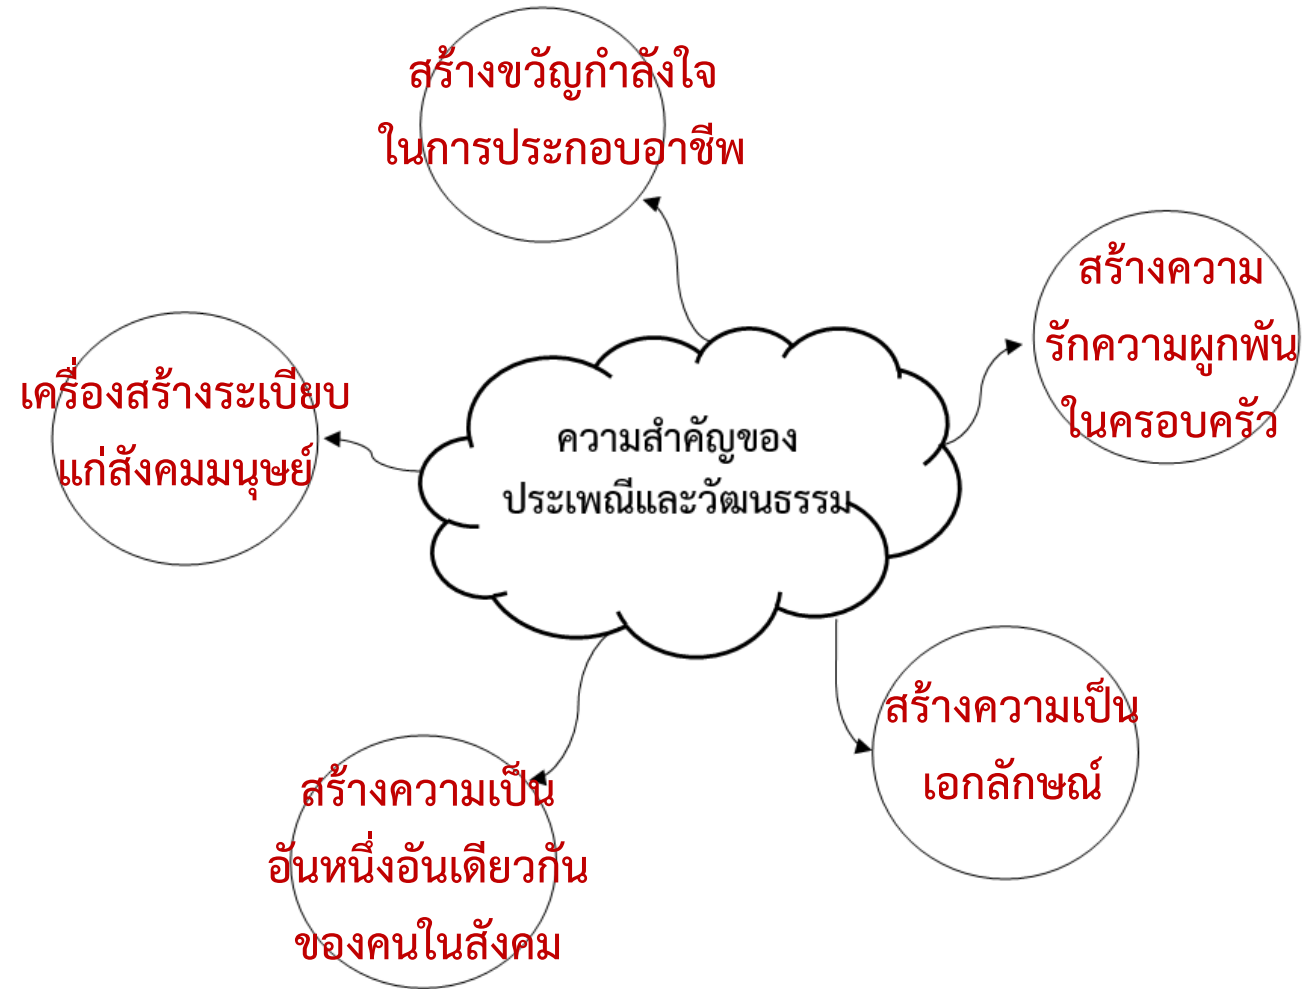 สร้างขวัญกำลังใจ
ในการประกอบอาชีพ
สร้างความ
รักความผูกพัน
ในครอบครัว
เครื่องสร้างระเบียบ
แก่สังคมมนุษย์
ความสำคัญของ
ประเพณีและวัฒนธรรม
สร้างความเป็น
เอกลักษณ์
สร้างความเป็น
อันหนึ่งอันเดียวกัน
ของคนในสังคม